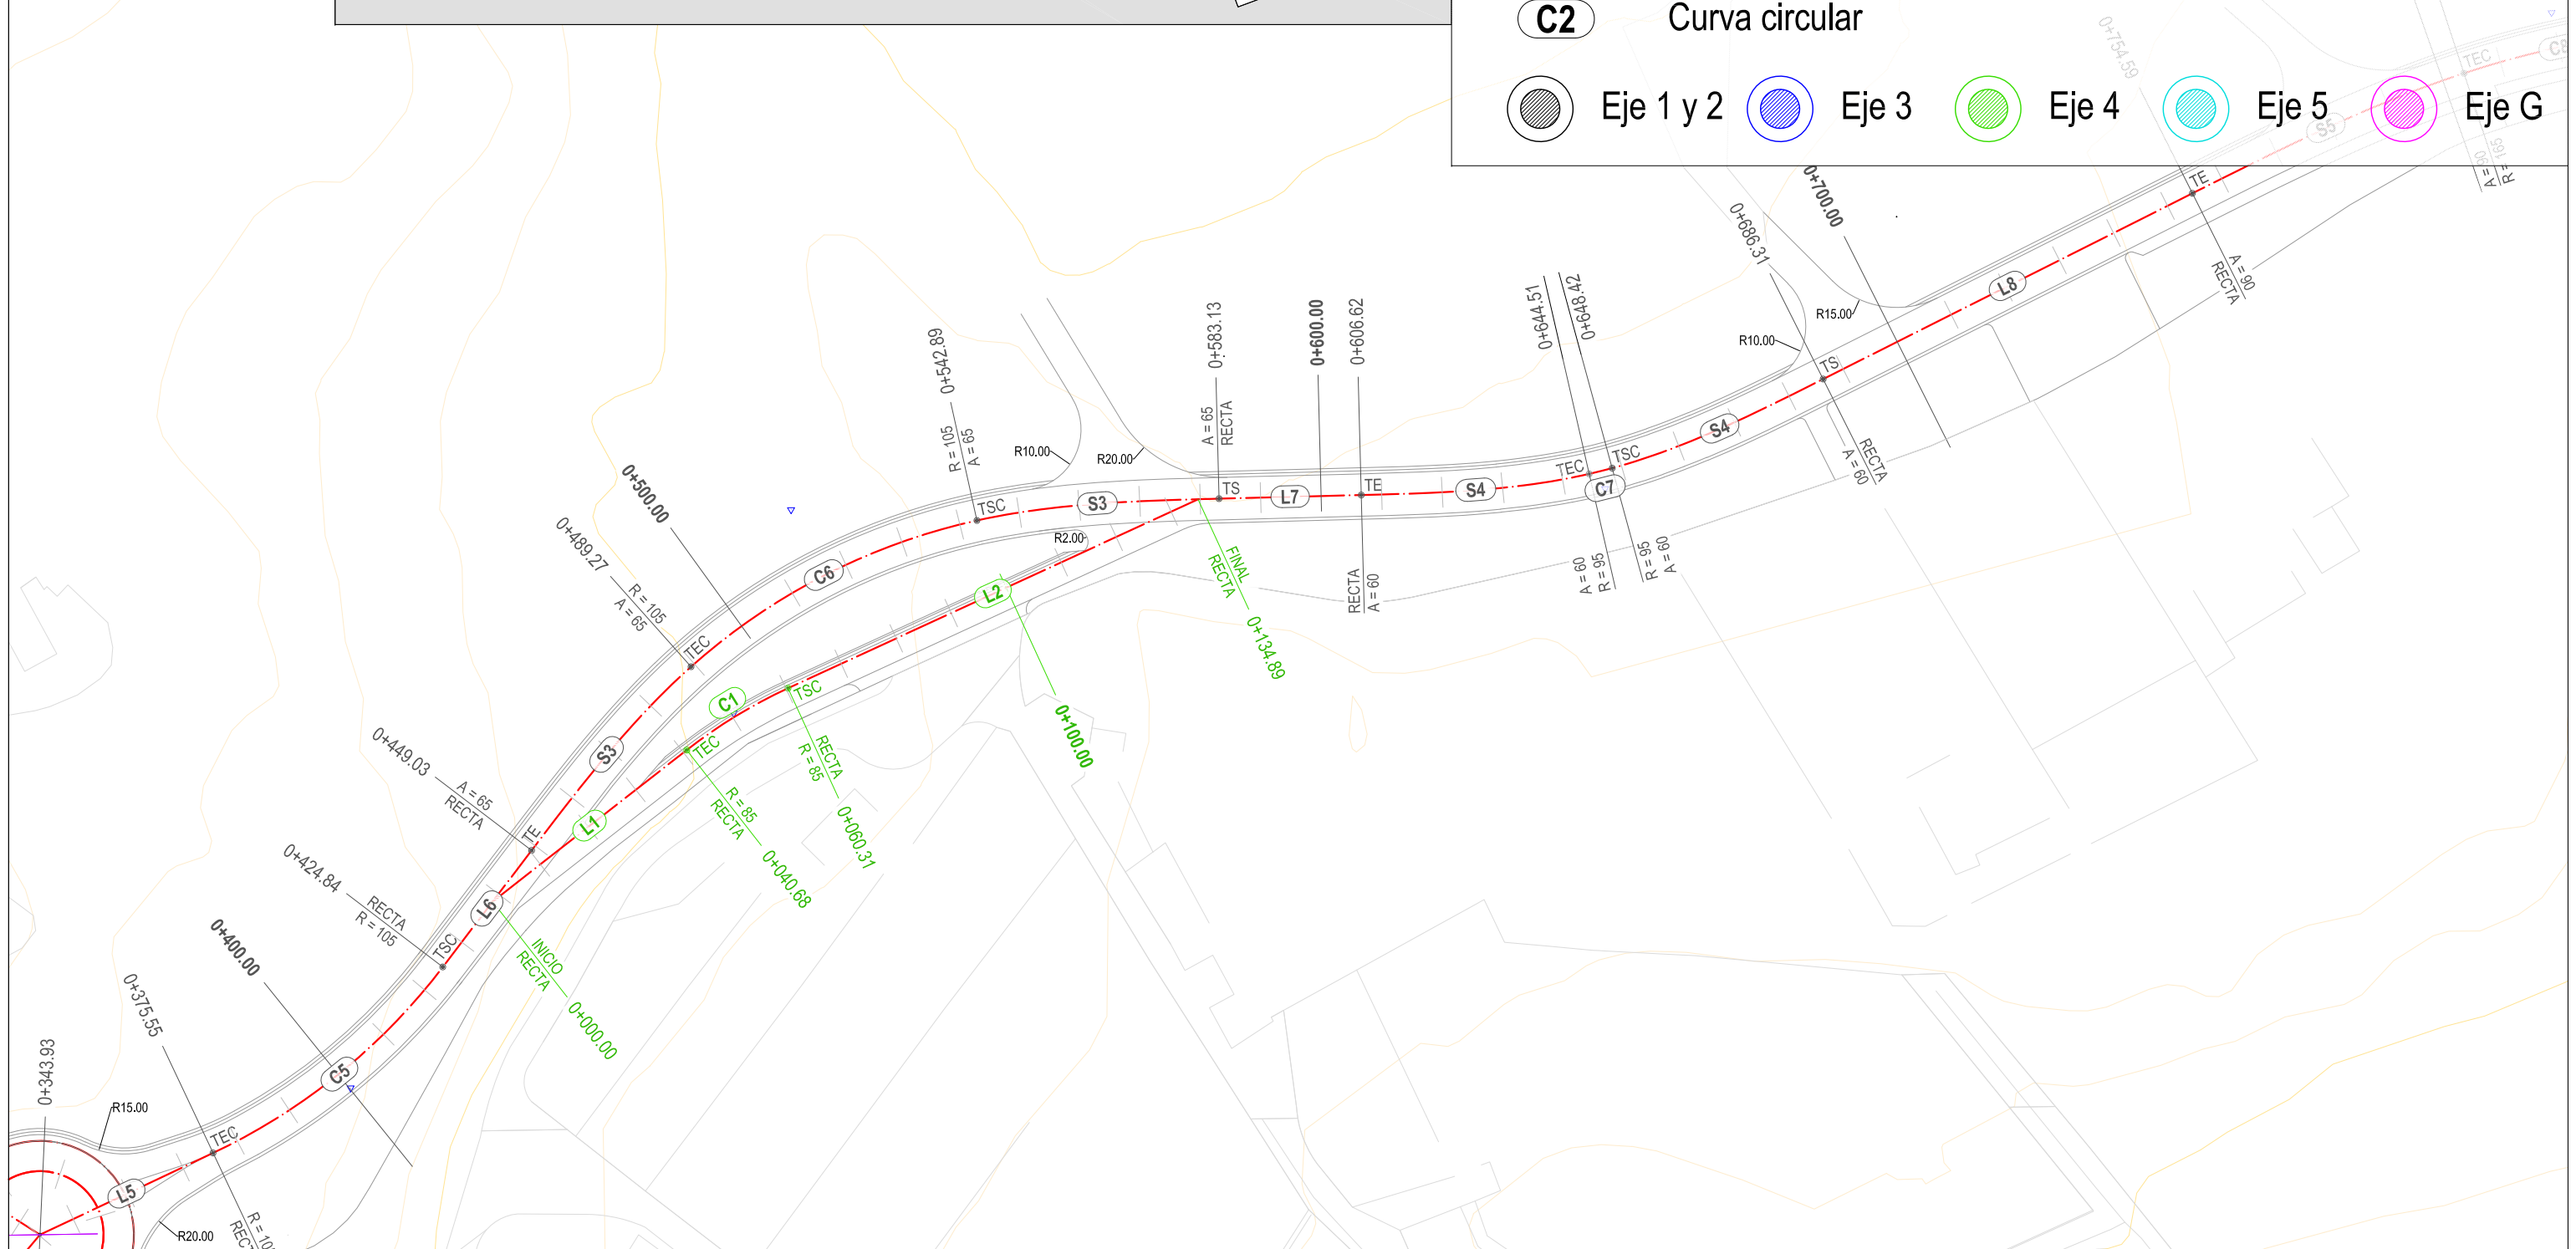 C2 Curva circular
Eje 1 y 2 Eje 3 Eje 4 Eje 5 Eje G
0+754.59
TEC
C8
S5
A = 90
R = 165
TE
A = 90
RECTA
0+700.00
0+686.31
R15.00
R10.00
L8
TS
RECTA
A = 60
S4
0+644.51
0+648.42
TEC
TSC
C7
A = 60
R = 95
R = 95
A = 60
S4
0+606.62
TE
RECTA
A = 60
0+600.00
L7
0+583.13
A = 65
RECTA
TS
R20.00
R10.00
0+542.89
R = 105
A = 65
TSC
S3
R2.00
FINAL
RECTA
0+134.89
L2
0+100.00
C6
0+500.00
0+489.27
R = 105
A = 65
TEC
C1
TSC
RECTA
R = 85
0+060.31
TEC
R = 85
RECTA
0+040.68
S3
L1
0+449.03
A = 65
RECTA
TE
0+424.84
RECTA
R = 105
TSC
L6
INICIO
RECTA
0+000.00
0+400.00
C5
0+375.55
TEC
0+343.93
R15.00
L5
R20.00